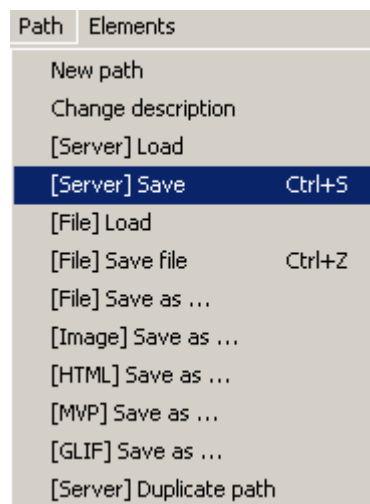 Path Elements
New path
Change description
[Server] Load
[Server] Save Ctrl+S
[File] Load
[File] Save file Ctrl+Z
[File] Save as ...
[Image] Save as ...
[HTML] Save as ...
[MVP] Save as ...
[GLIF] Save as ...
[Server] Duplicate path